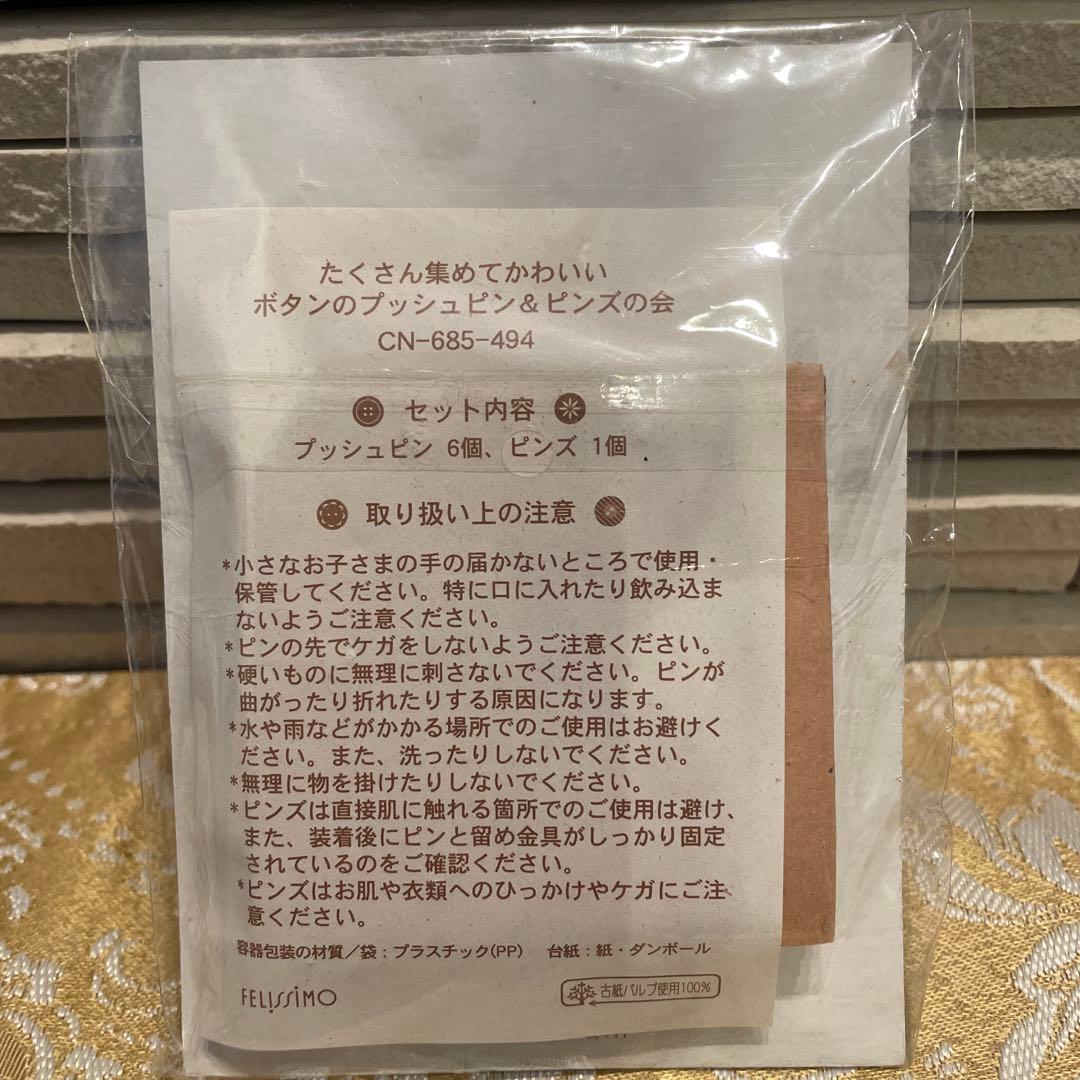 たくさん集めてかわいい
ボタンのプッシュピン＆ピンズの会
CN-685-494
セット内容
プッシュピン 6個、ピンズ 1個
取り扱い上の注意
*小さなお子さまの手の届かないところで使用・
保管してください。特に口に入れたり飲み込ま
ないようご注意ください。
*ピンの先でケガをしないようご注意ください。
*硬いものに無理に刺さないでください。ピンが
曲がったり折れたりする原因になります。
*水や雨などがかかる場所でのご使用はお避けく
ださい。また、洗ったりしないでください。
*無理に物を掛けたりしないでください。
*ピンズは直接肌に触れる箇所でのご使用は避け、
また、装着後にピンと留め金具がしっかり固定
されているのをご確認ください。
*ピンズはお肌や衣類へのひっかけやケガにご注
意ください。
容器包装の材質／袋：プラスチック(PP) 台紙：紙・ダンボール
FELISSIMO
古紙パルプ使用100%